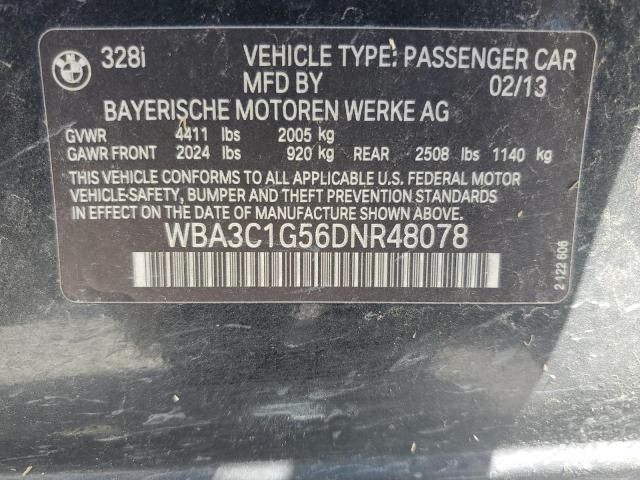 BMW
328i VEHICLE TYPE: PASSENGER CAR
MFD BY 02/13
BAYERISCHE MOTOREN WERKE AG
GVWR 4411 lbs 2005 kg
GAWR FRONT 2024 lbs 920 kg REAR 2508 lbs 1140 kg
THIS VEHICLE CONFORMS TO ALL APPLICABLE U.S. FEDERAL MOTOR
VEHICLE-SAFETY, BUMPER AND THEFT PREVENTION STANDARDS
IN EFFECT ON THE DATE OF MANUFACTURE SHOWN ABOVE.
WBA3C1G56DNR48078
2 122 606